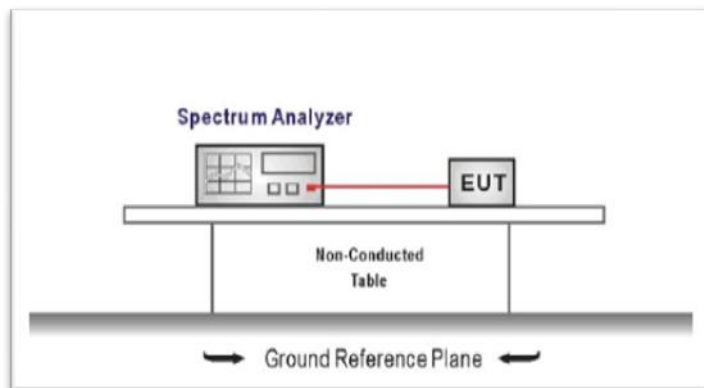 Spectrum Analyzer
EUT
Non-Conducted
Table
Ground Reference Plane